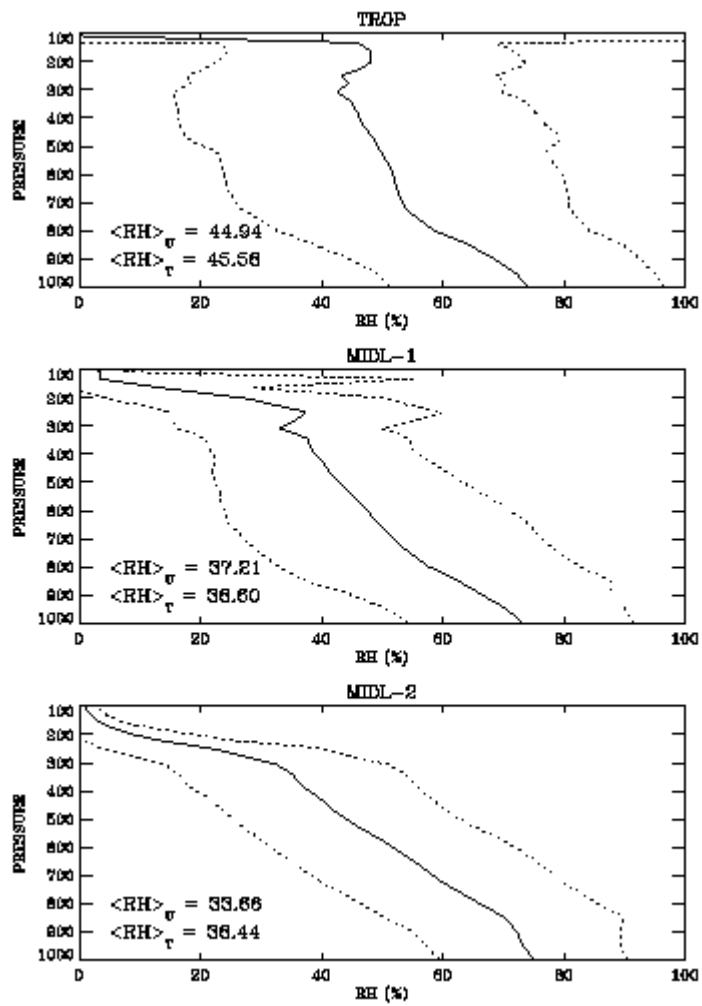 TROP
PRESSURE
100
200
300
400
500
600
700
800
900
1000
<RH>U = 44.94
<RH>T = 45.56
0 20 40 60 80 100
RH (%)
MIDL-1
PRESSURE
100
200
300
400
500
600
700
800
900
1000
<RH>U = 37.21
<RH>T = 38.60
0 20 40 60 80 100
RH (%)
MIDL-2
PRESSURE
100
200
300
400
500
600
700
800
900
1000
<RH>U = 33.66
<RH>T = 36.44
0 20 40 60 80 100
RH (%)